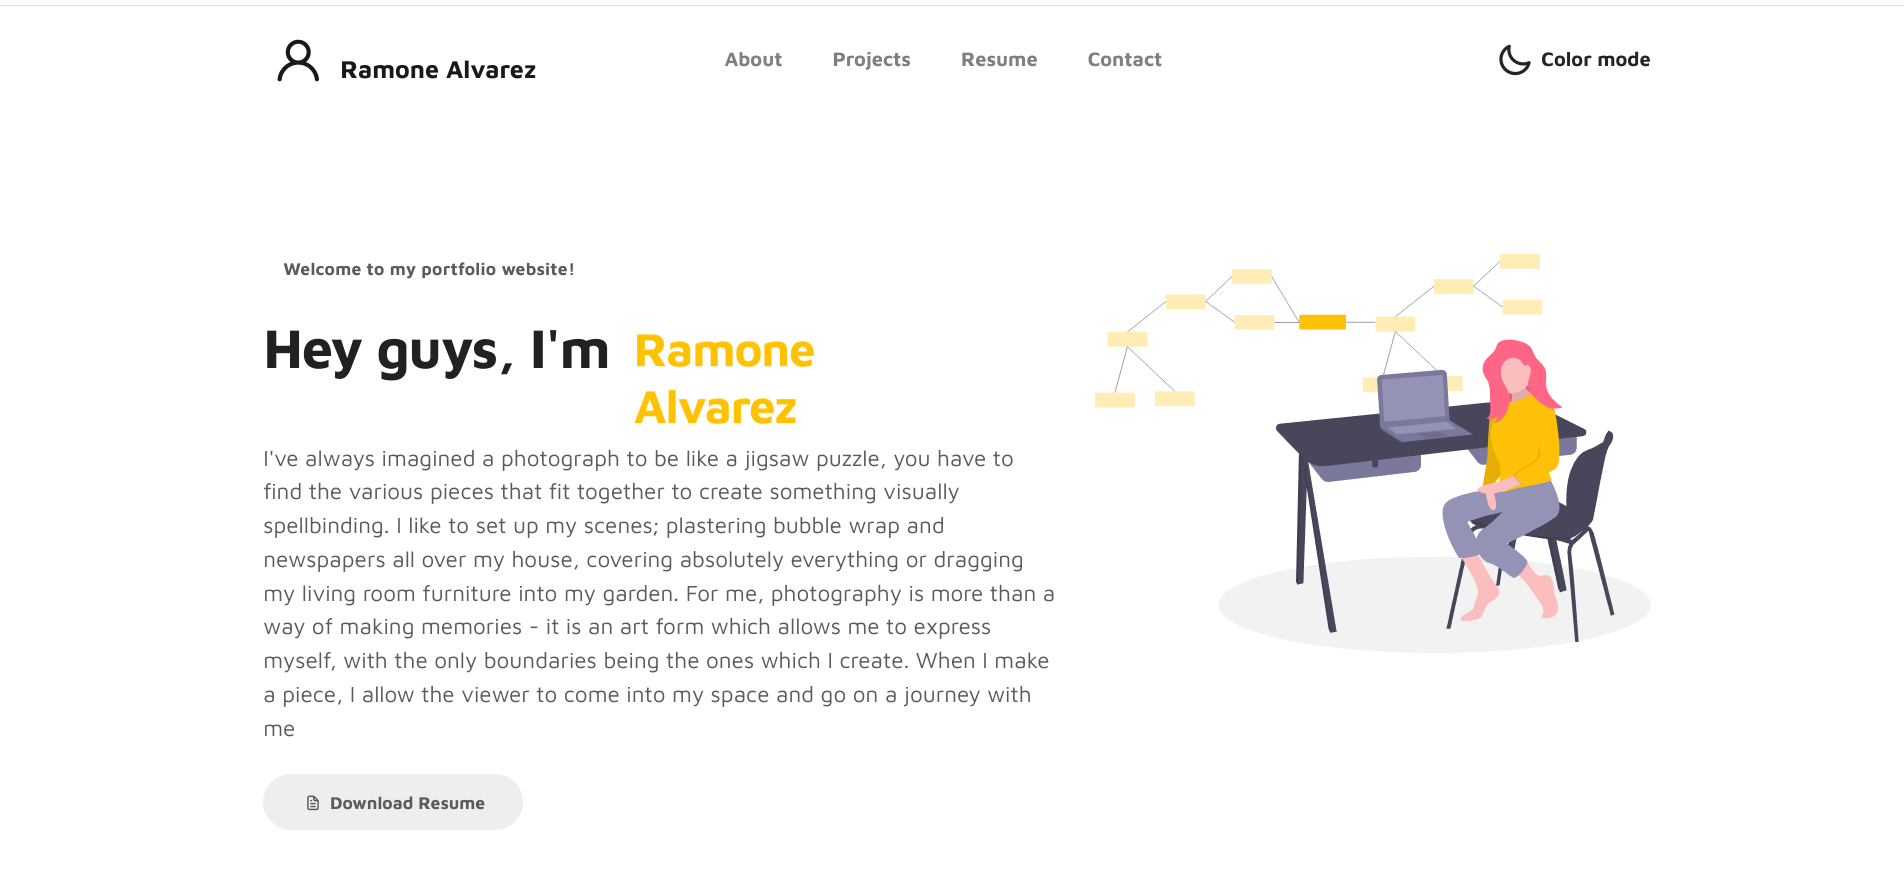 Ramone Alvarez
About
Projects
Resume
Contact
Color mode
Welcome to my portfolio website!
Hey guys, I'm
Ramone
Alvarez
I've always imagined a photograph to be like a jigsaw puzzle, you have to
find the various pieces that fit together to create something visually
spellbinding. I like to set up my scenes; plastering bubble wrap and
newspapers all over my house, covering absolutely everything or dragging
my living room furniture into my garden. For me, photography is more than a
way of making memories - it is an art form which allows me to express
myself, with the only boundaries being the ones which I create. When I make
a piece, I allow the viewer to come into my space and go on a journey with
me
Download Resume